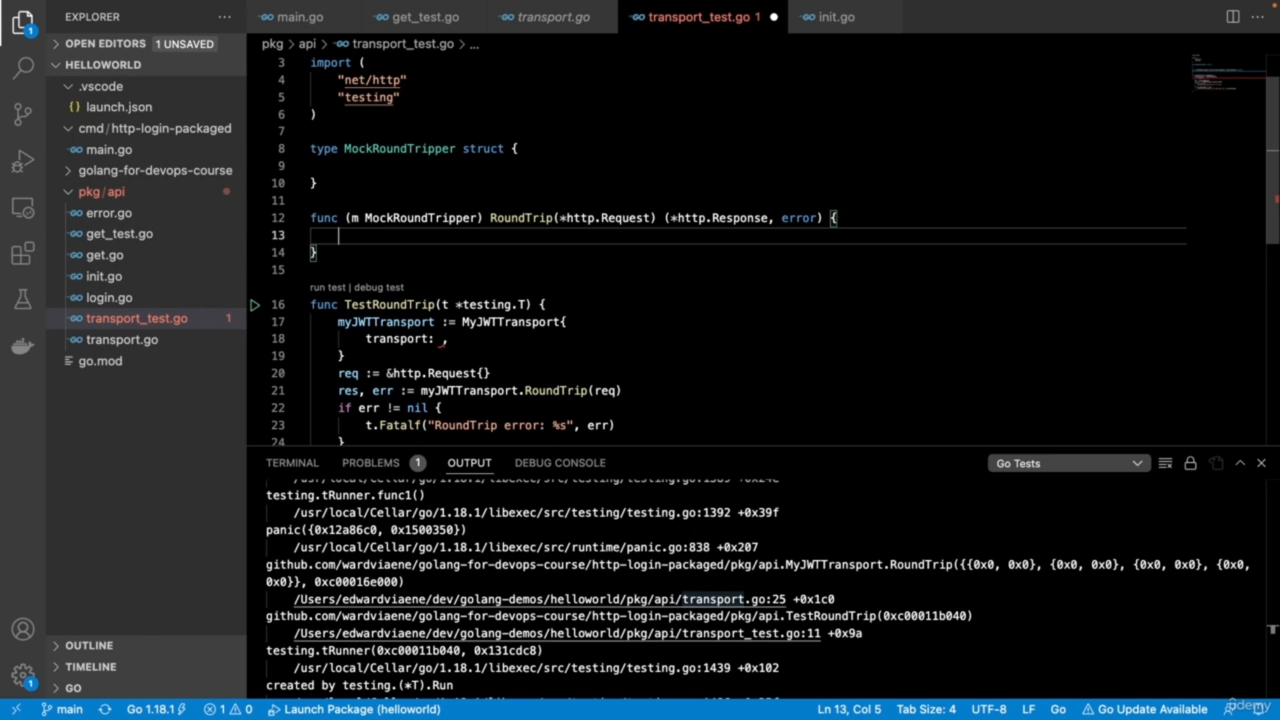 EXPLORER
main.go
get_test.go
transport.go
transport_test.go 1
init.go
OPEN EDITORS 1 UNSAVED
HELLOWORLD
.vscode
{} launch.json
cmd / http-login-packaged
main.go
golang-for-devops-course
pkg / api
error.go
get_test.go
get.go
init.go
login.go
transport_test.go 1
transport.go
go.mod
OUTLINE
TIMELINE
GO
1
1
pkg > api > transport_test.go > ...
3 import (
4 "net/http"
5 "testing"
6 )
7
8 type MockRoundTripper struct {
9
10 }
11
12 func (m MockRoundTripper) RoundTrip(*http.Request) (*http.Response, error) {
13
14 }
15
run test | debug test
16 func TestRoundTrip(t *testing.T) {
17 myJWTTransport := MyJWTTransport{
18 transport: ,
19 }
20 req := &http.Request{}
21 res, err := myJWTTransport.RoundTrip(req)
22 if err != nil {
23 t.Fatalf("RoundTrip error: %s", err)
24 }
TERMINAL PROBLEMS 1 OUTPUT DEBUG CONSOLE Go Tests
testing.tRunner.func1()
/usr/local/Cellar/go/1.18.1/libexec/src/testing/testing.go:1392 +0x39f
panic({0x12a86c0, 0x1500350})
/usr/local/Cellar/go/1.18.1/libexec/src/runtime/panic.go:838 +0x207
github.com/wardviaene/golang-for-devops-course/http-login-packaged/pkg/api.MyJWTTransport.RoundTrip({{0x0, 0x0}, {0x0, 0x0}, {0x0, 0x0}, {0x0,
0x0}}, 0xc00016e000)
/Users/edwardviaene/dev/golang-demos/helloworld/pkg/api/transport.go:25 +0x1c0
github.com/wardviaene/golang-for-devops-course/http-login-packaged/pkg/api.TestRoundTrip(0xc00011b040)
/Users/edwardviaene/dev/golang-demos/helloworld/pkg/api/transport_test.go:11 +0x9a
testing.tRunner(0xc00011b040, 0x131cdc8)
/usr/local/Cellar/go/1.18.1/libexec/src/testing/testing.go:1439 +0x102
created by testing.(*T).Run
main Go 1.18.1 1 0 Launch Package (helloworld) Ln 13, Col 5 Tab Size: 4 UTF-8 LF Go Go Update Available
udemy